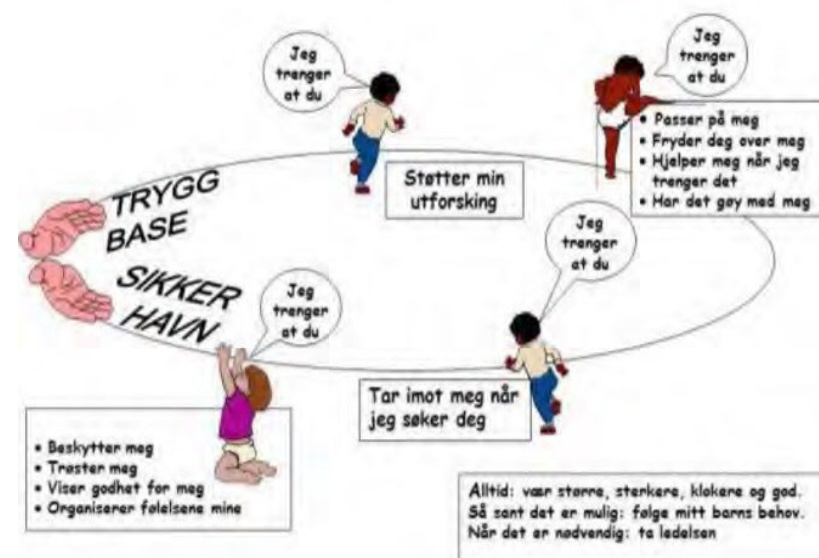 Jeg
trenger
at du
Jeg
trenger
at du
• Passer på meg
• Fryder deg over meg
• Hjelper meg når jeg
trenger det
• Har det gøy med meg
TRYGG
BASE
Støtter min
utforsking
Jeg
trenger
at du
SIKKER
HAVN
Jeg
trenger
at du
Tar imot meg når
jeg søker deg
• Beskytter meg
• Trøster meg
• Viser godhet for meg
• Organiserer følelsene mine
Alltid: vær større, sterkere, klokere og god.
Så sant det er mulig: følge mitt barns behov.
Når det er nødvendig: ta ledelsen